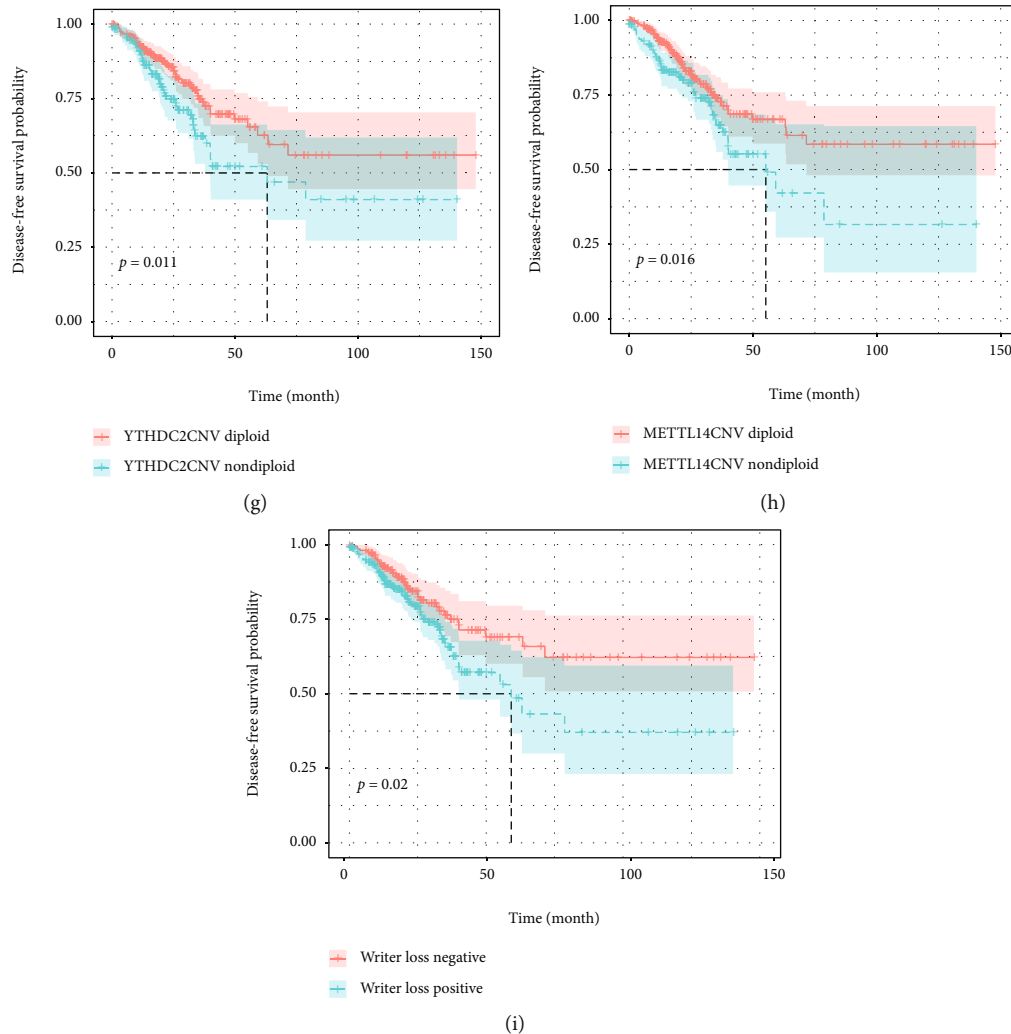 1.00
0.75
0.50
0.25
0.00
Disease-free survival probability
p = 0.011
0
50
100
150
Time (month)
YTHDC2CNV diploid
YTHDC2CNV nondiploid
(g)
1.00
0.75
0.50
0.25
0.00
Disease-free survival probability
p = 0.016
0
50
100
150
Time (month)
METTL14CNV diploid
METTL14CNV nondiploid
(h)
1.00
0.75
0.50
0.25
0.00
Disease-free survival probability
p = 0.02
0
50
100
150
Time (month)
Writer loss negative
Writer loss positive
(i)